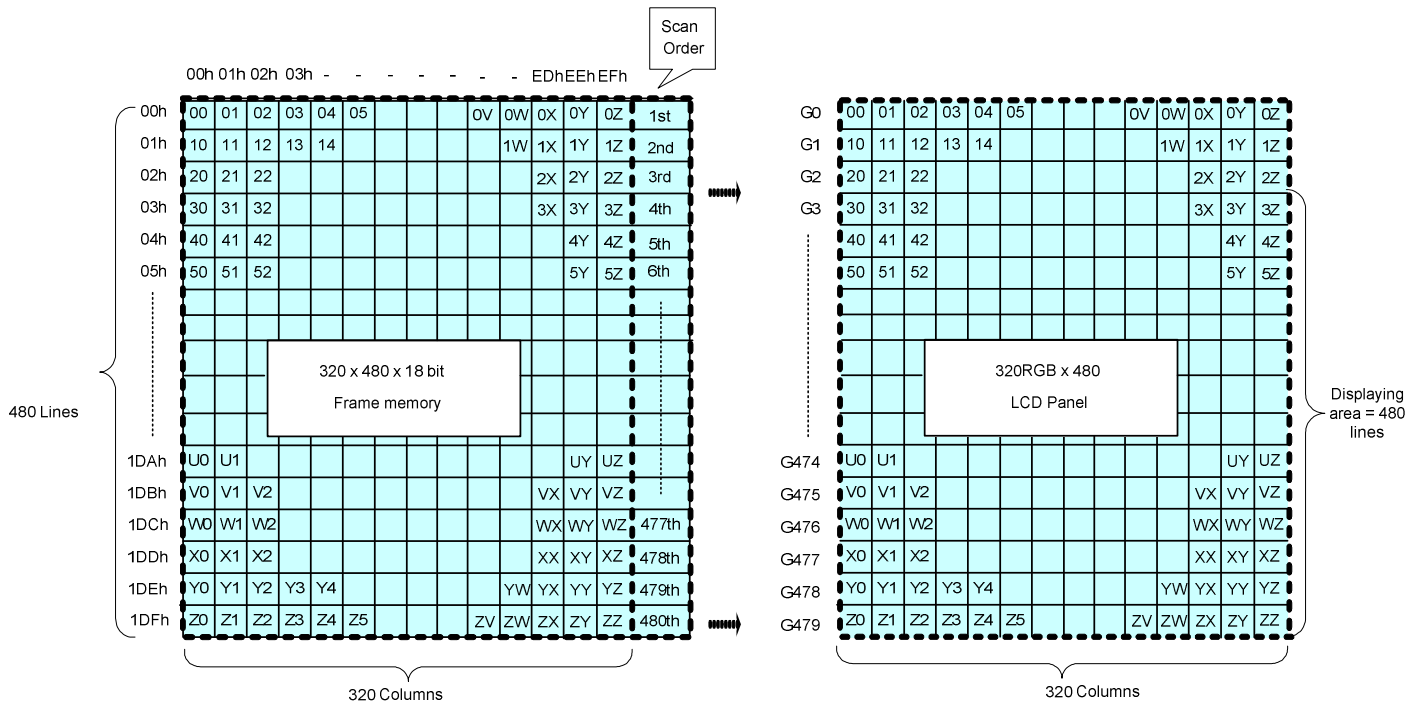 Scan
Order
00h 01h 02h 03h - - - - - - - EDh EEh EFh
00h 00 01 02 03 04 05 0V 0W 0X 0Y 0Z 1st
01h 10 11 12 13 14 1W 1X 1Y 1Z 2nd
02h 20 21 22 2X 2Y 2Z 3rd
03h 30 31 32 3X 3Y 3Z 4th
04h 40 41 42 4Y 4Z 5th
05h 50 51 52 5Y 5Z 6th
320 x 480 x 18 bit
Frame memory
480 Lines
1DAh U0 U1 UY UZ
1DBh V0 V1 V2 VX VY VZ
1DCh W0 W1 W2 WX WY WZ 477th
1DDh X0 X1 X2 XX XY XZ 478th
1DEh Y0 Y1 Y2 Y3 Y4 YW YX YY YZ 479th
1DFh Z0 Z1 Z2 Z3 Z4 Z5 ZV ZW ZX ZY ZZ 480th
320 Columns
G0 00 01 02 03 04 05 0V 0W 0X 0Y 0Z
G1 10 11 12 13 14 1W 1X 1Y 1Z
G2 20 21 22 2X 2Y 2Z
G3 30 31 32 3X 3Y 3Z
40 41 42 4Y 4Z
50 51 52 5Y 5Z
320RGB x 480
LCD Panel
Displaying
area = 480
lines
G474 U0 U1 UY UZ
G475 V0 V1 V2 VX VY VZ
G476 W0 W1 W2 WX WY WZ
G477 X0 X1 X2 XX XY XZ
G478 Y0 Y1 Y2 Y3 Y4 YW YX YY YZ
G479 Z0 Z1 Z2 Z3 Z4 Z5 ZV ZW ZX ZY ZZ
320 Columns